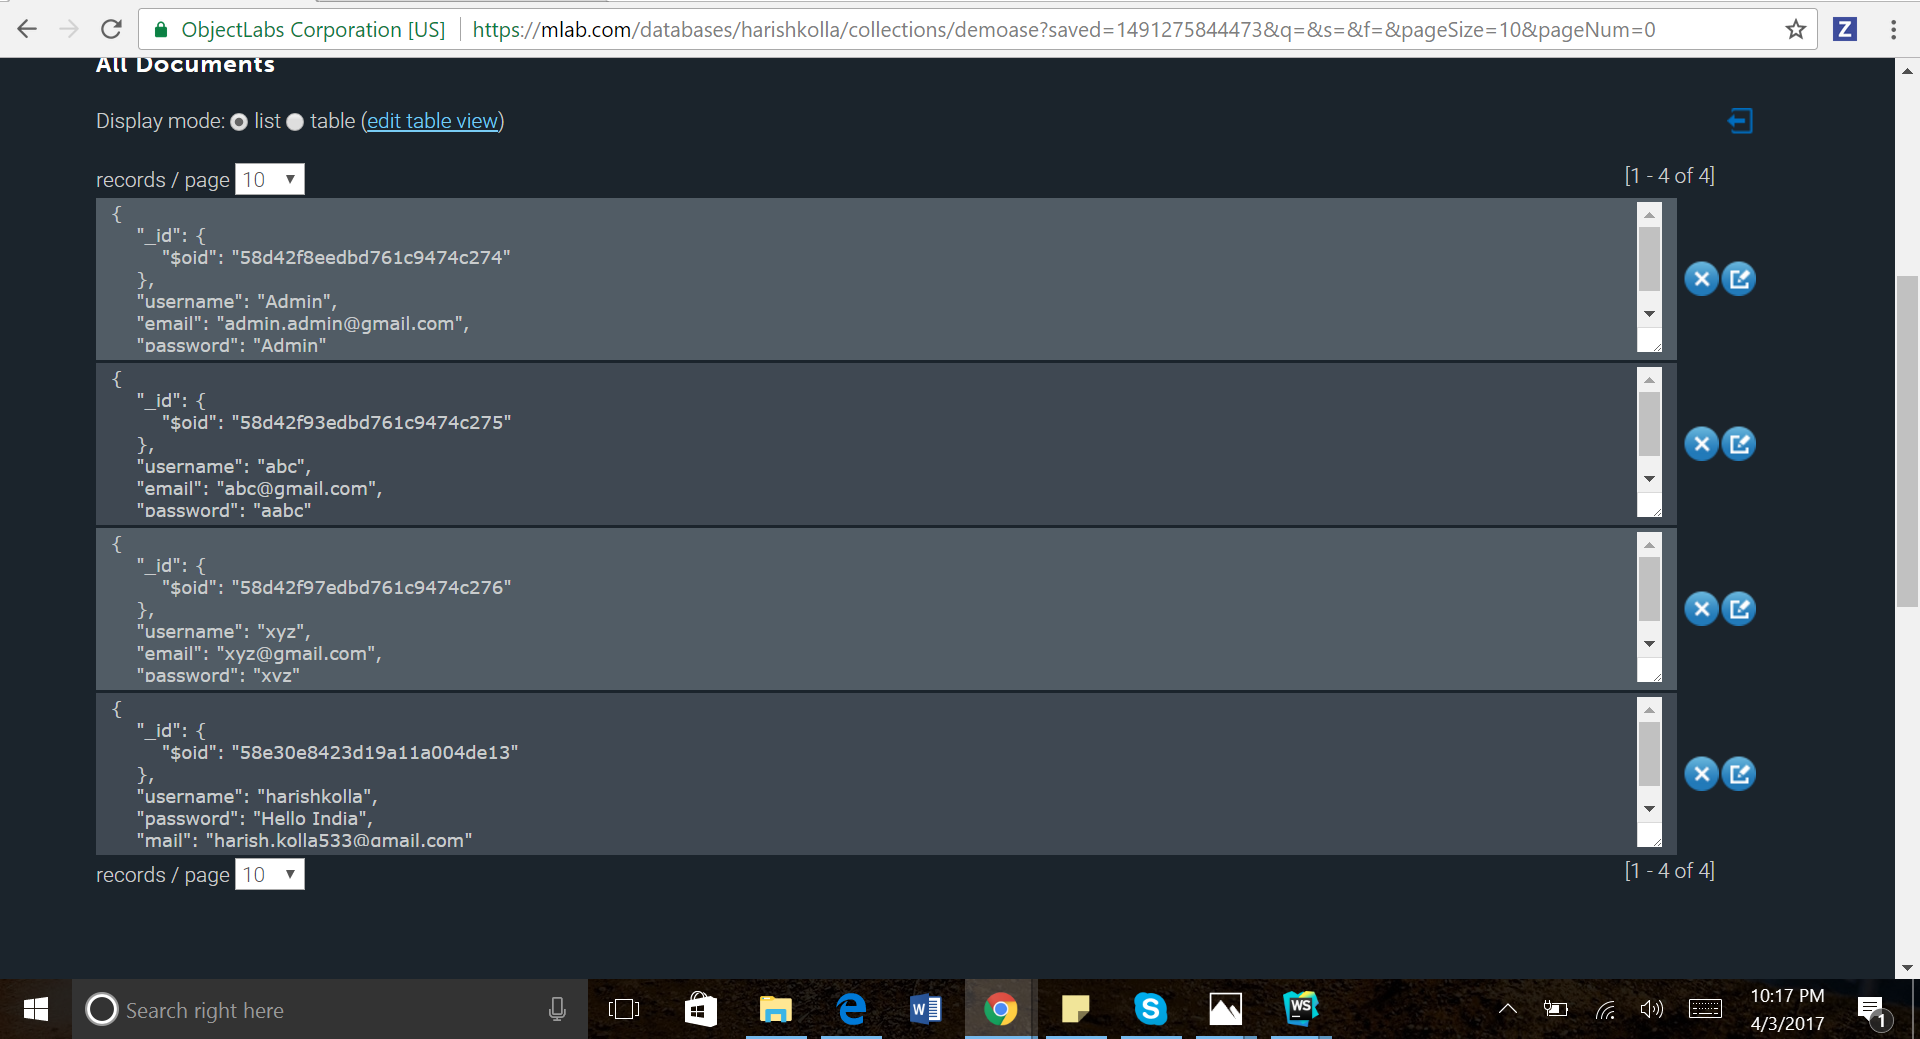 ObjectLabs Corporation [US]
https://mlab.com/databases/harishkolla/collections/demoase?saved=1491275844473&q=&s=&f=&pageSize=10&pageNum=0
Z
All Documents
Display mode: list table (edit table view)
records / page 10
[1 - 4 of 4]
{
"_id": {
"$oid": "58d42f8eedbd761c9474c274"
},
"username": "Admin",
"email": "admin.admin@gmail.com",
"password": "Admin"
{
"_id": {
"$oid": "58d42f93edbd761c9474c275"
},
"username": "abc",
"email": "abc@gmail.com",
"password": "aabc"
{
"_id": {
"$oid": "58d42f97edbd761c9474c276"
},
"username": "xyz",
"email": "xyz@gmail.com",
"password": "xyz"
{
"_id": {
"$oid": "58e30e8423d19a11a004de13"
},
"username": "harishkolla",
"password": "Hello India",
"mail": "harish.kolla533@gmail.com"
records / page 10
[1 - 4 of 4]
Search right here
W
S
WS
10:17 PM
4/3/2017
1